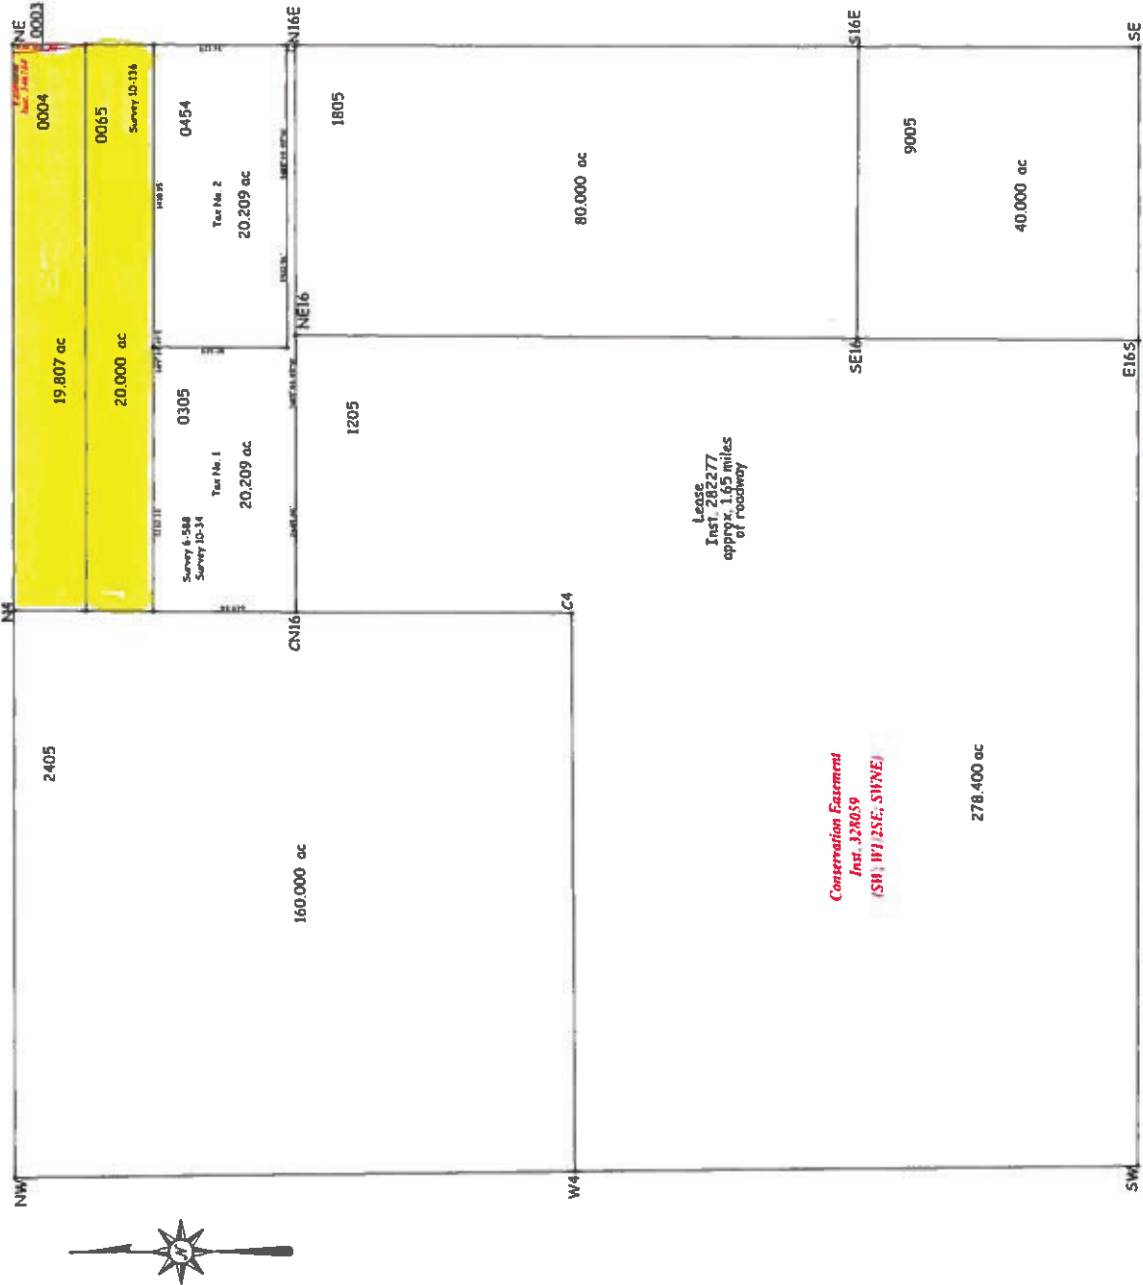 NW
N4
NE
0003
Inst.
0004
19.807 ac
0065
20.000 ac
Survey 10-136
2405
160.000 ac
0454
Tax No. 2
20.209 ac
0305
Tax No. 1
20.209 ac
Survey 6-588
Survey 10-34
CN16
NE16
N16E
1805
80.000 ac
1205
C4
W4
Lease
Inst. 282277
approx. 1.65 miles
of roadway
SE16
S16E
9005
40.000 ac
Conservation Easement
Inst. 328059
(SW; W1/2SE; SWNE)
278.400 ac
SW
E16S
SE
N